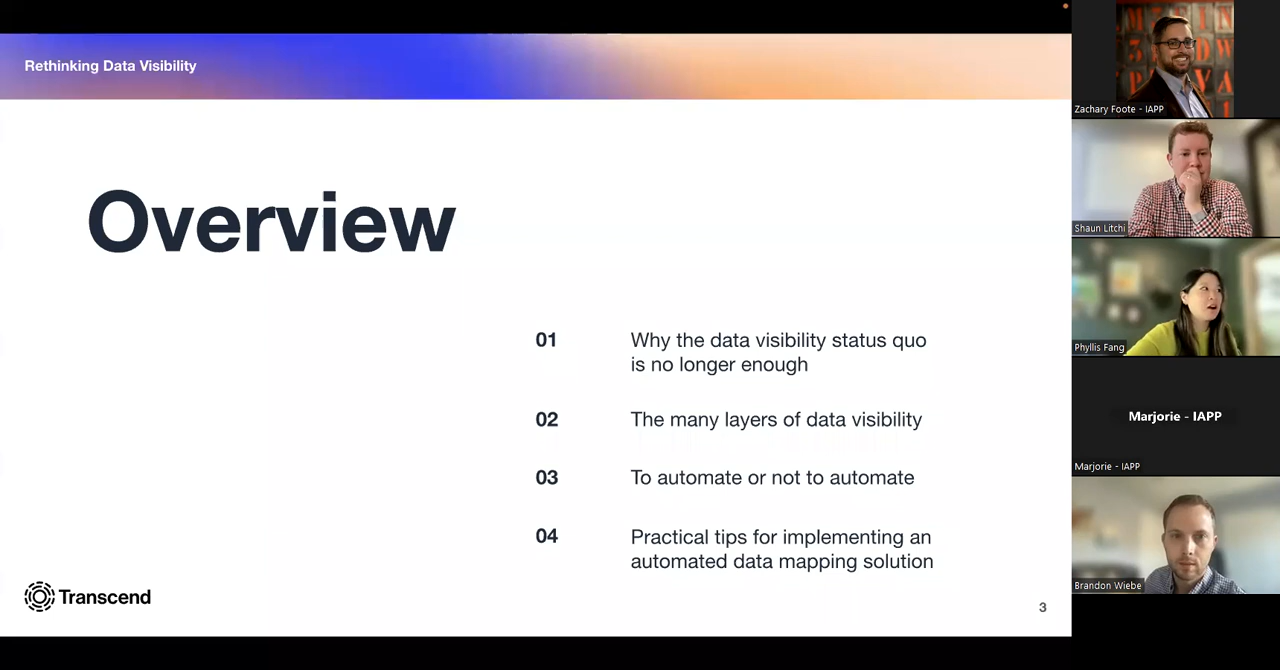 Rethinking Data Visibility
Overview
01 Why the data visibility status quo
is no longer enough
02 The many layers of data visibility
03 To automate or not to automate
04 Practical tips for implementing an
automated data mapping solution
Transcend
3
Zachary Foote - IAPP
Shaun Litchi
Phyllis Fang
Marjorie - IAPP
Marjorie - IAPP
Brandon Wiebe